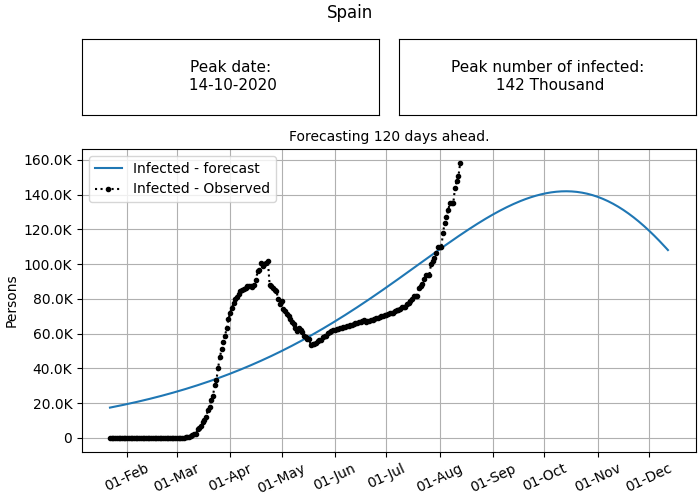 Spain
Peak date:
14-10-2020
Peak number of infected:
142 Thousand
Forecasting 120 days ahead.
Infected - forecast
Infected - Observed
160.0K
140.0K
120.0K
100.0K
80.0K
60.0K
40.0K
20.0K
0
Persons
01-Feb
01-Mar
01-Apr
01-May
01-Jun
01-Jul
01-Aug
01-Sep
01-Oct
01-Nov
01-Dec